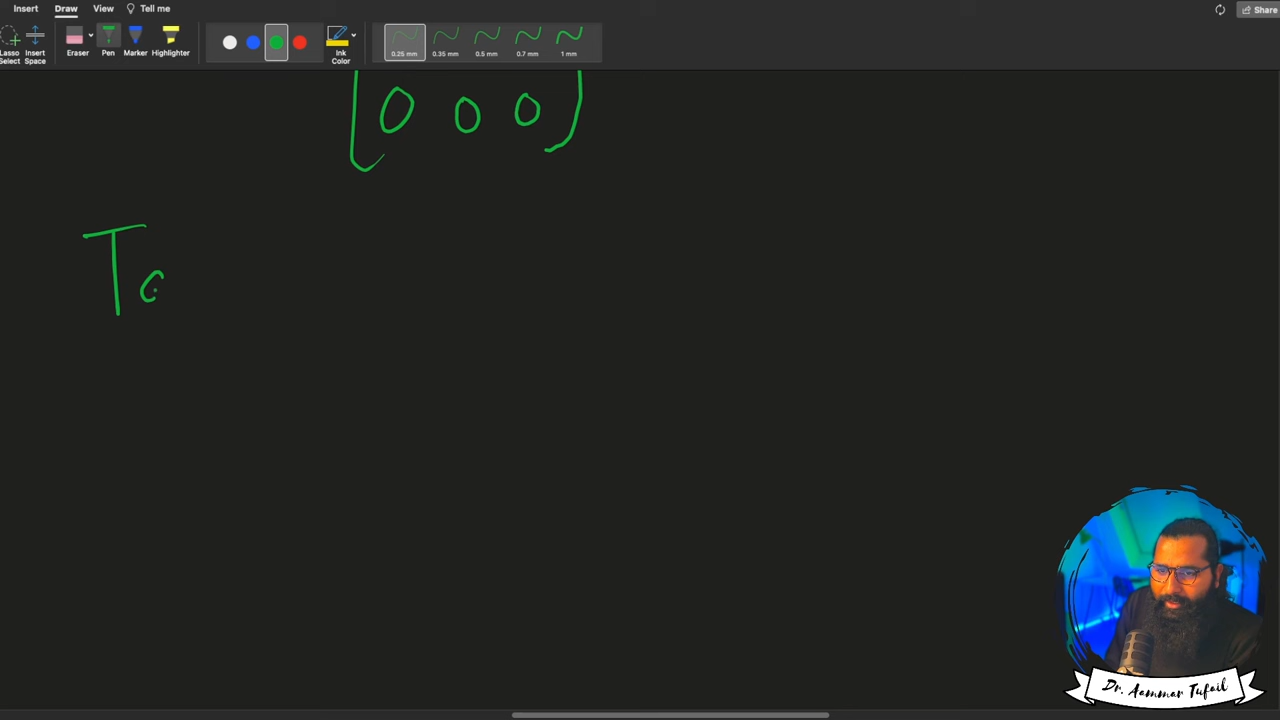 Insert Draw View Tell me Share
Lasso Select Insert Space Eraser Pen Marker Highlighter Ink Color 0.25 mm 0.35 mm 0.5 mm 0.7 mm 1 mm
0 0 0
T
Dr. Aammar Tufail